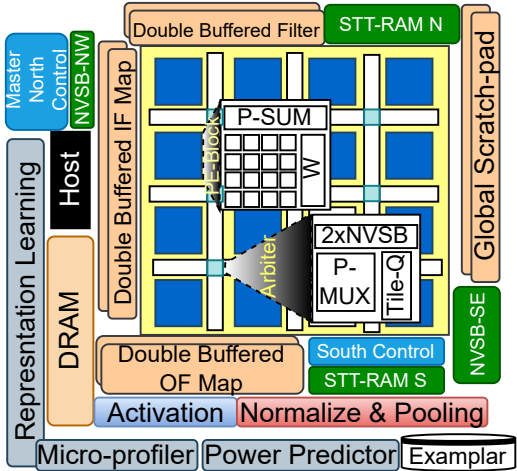 Double Buffered Filter
STT-RAM N
Master
North
Control
NVSB-NW
Double Buffered IF Map
Global Scratch-pad
Host
P-SUM
PE-Block
W
Represntation Learning
DRAM
Arbiter
2xNVSB
P-
MUX
Tile-Q
NVSB-SE
Double Buffered
OF Map
South Control
STT-RAM S
Activation
Normalize & Pooling
Micro-profiler
Power Predictor
Examplar